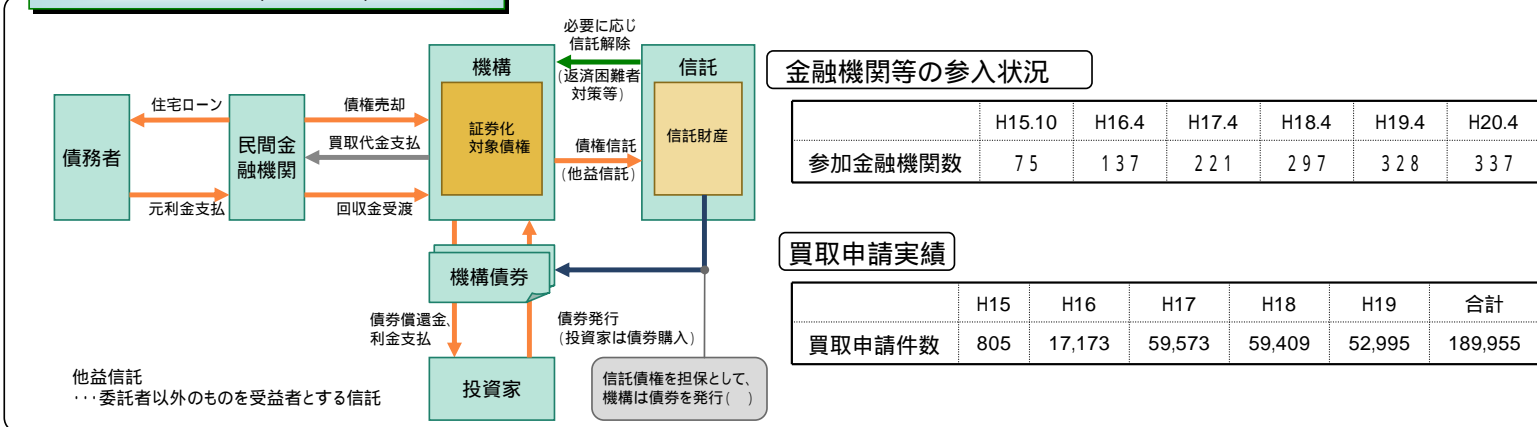 必要に応じ
信託解除
(返済困難者
対策等)
機構
信託
証券化
対象債権
信託財産
住宅ローン
債権売却
債務者
民間金
融機関
買取代金支払
債権信託
(他益信託)
元利金支払
回収金受渡
機構債券
債券償還金、
利金支払
債券発行
(投資家は債券購入)
投資家
信託債権を担保として、
機構は債券を発行( )
他益信託
･･･委託者以外のものを受益者とする信託
金融機関等の参入状況
H15.10 H16.4 H17.4 H18.4 H19.4 H20.4
参加金融機関数 75 137 221 297 328 337
買取申請実績
H15 H16 H17 H18 H19 合計
買取申請件数 805 17,173 59,573 59,409 52,995 189,955